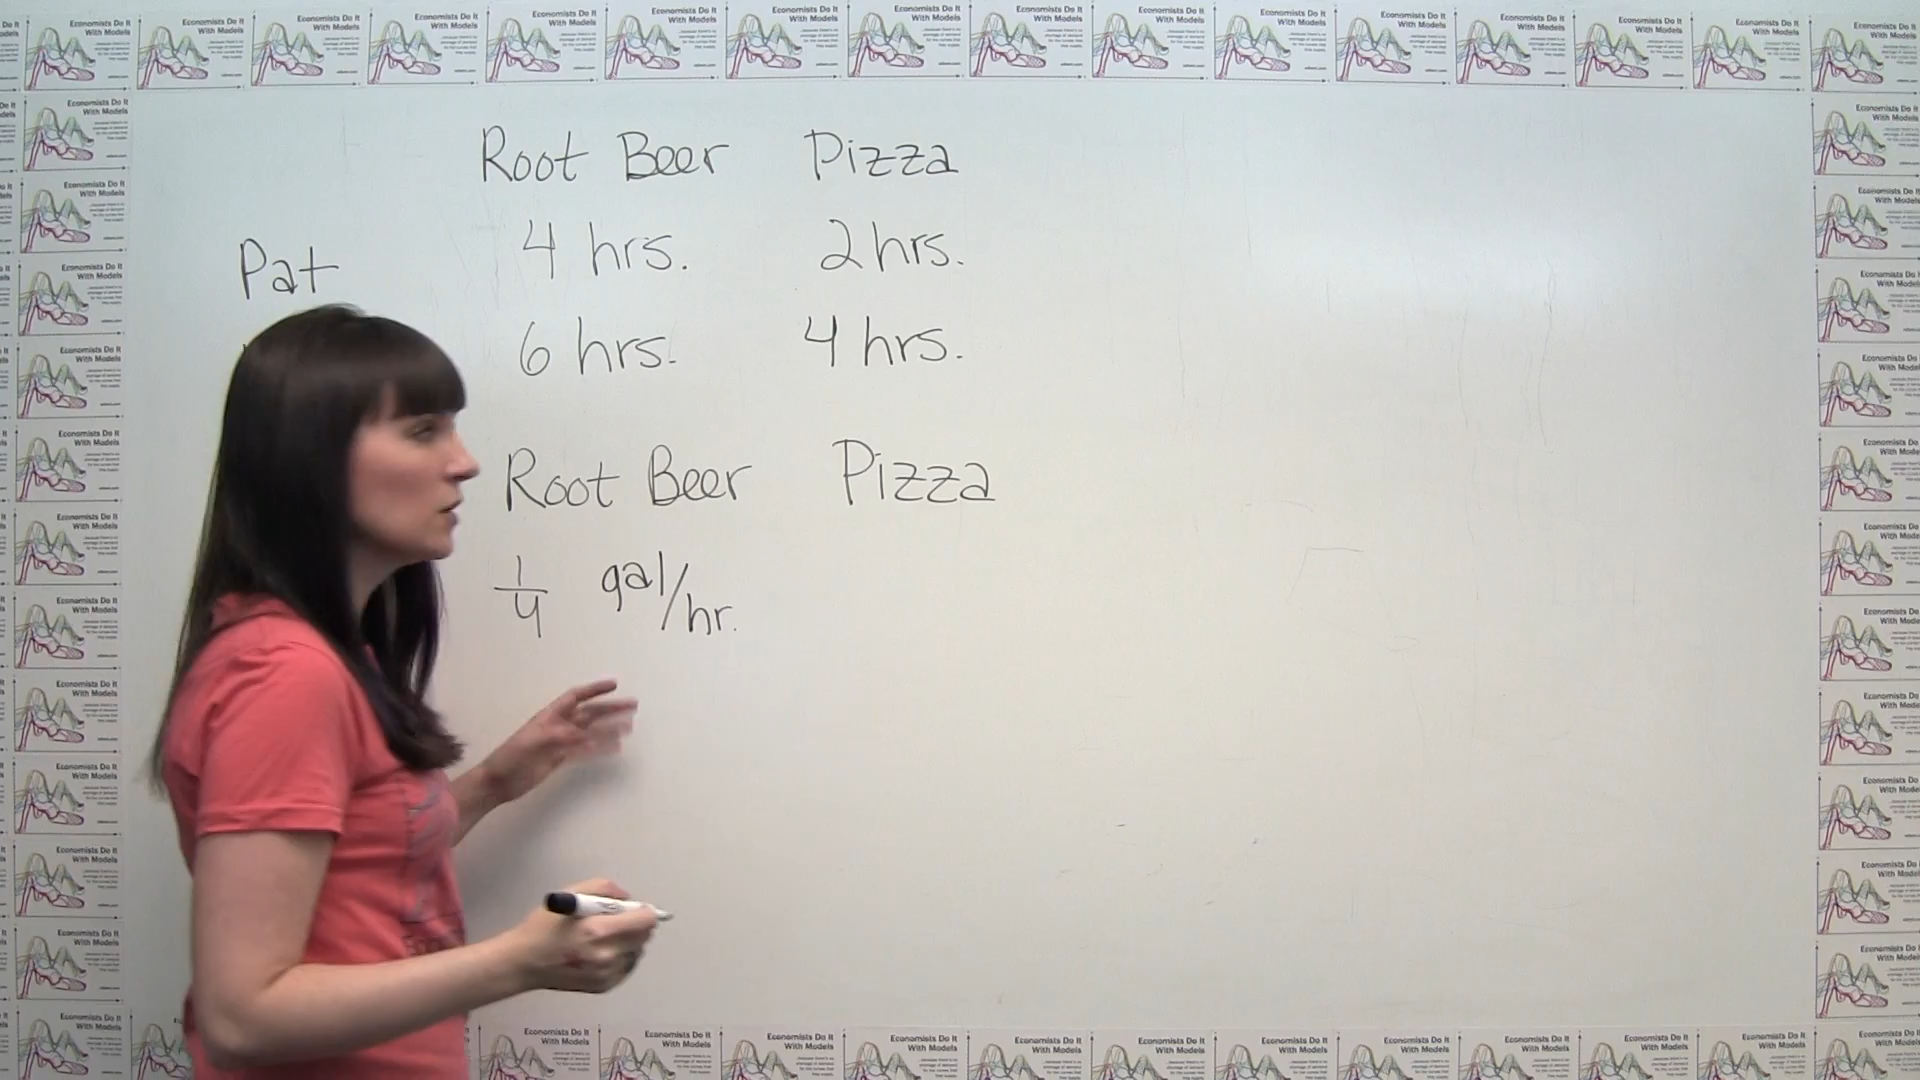 Root Beer Pizza
Pat 4 hrs. 2 hrs.
6 hrs. 4 hrs.
Root Beer Pizza
1/4 gal/hr.
Economists Do It
With Models